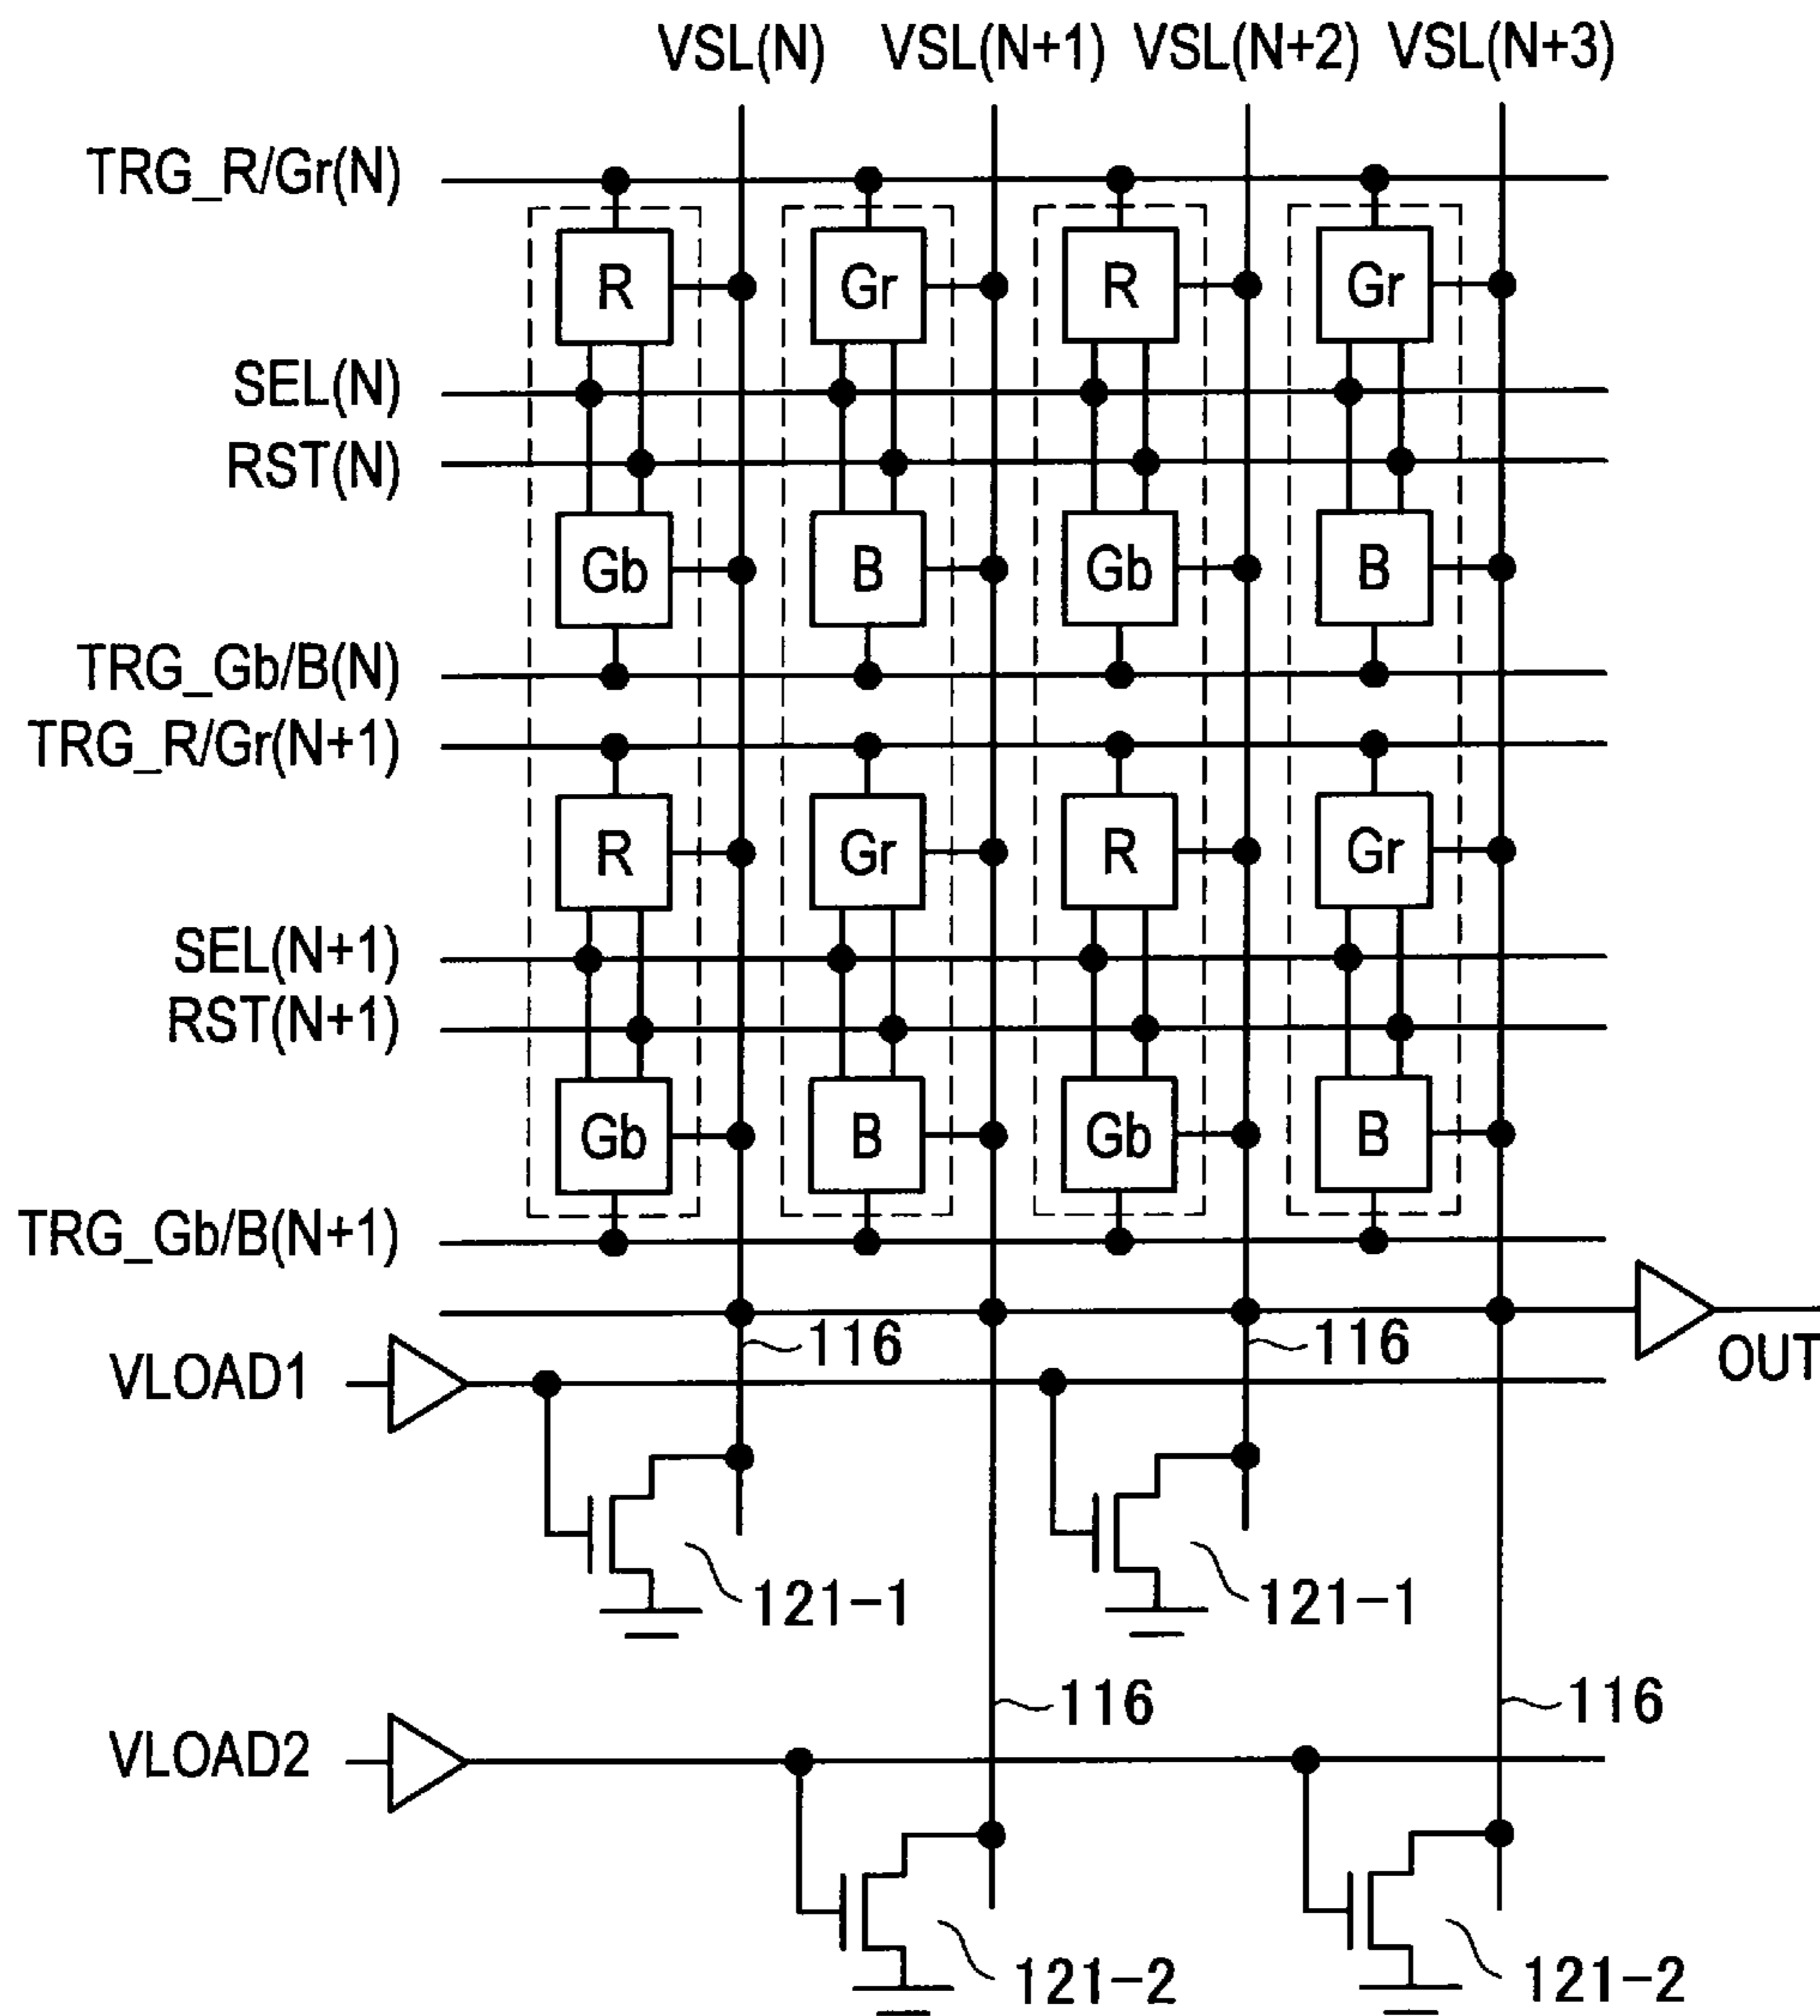 VSL(N) VSL(N+1) VSL(N+2) VSL(N+3)
TRG_R/Gr(N)
R Gr R Gr
SEL(N)
RST(N)
Gb B Gb B
TRG_Gb/B(N)
TRG_R/Gr(N+1)
R Gr R Gr
SEL(N+1)
RST(N+1)
Gb B Gb B
TRG_Gb/B(N+1)
116 116
VLOAD1 OUT
121-1 121-1
116 116
VLOAD2
121-2 121-2